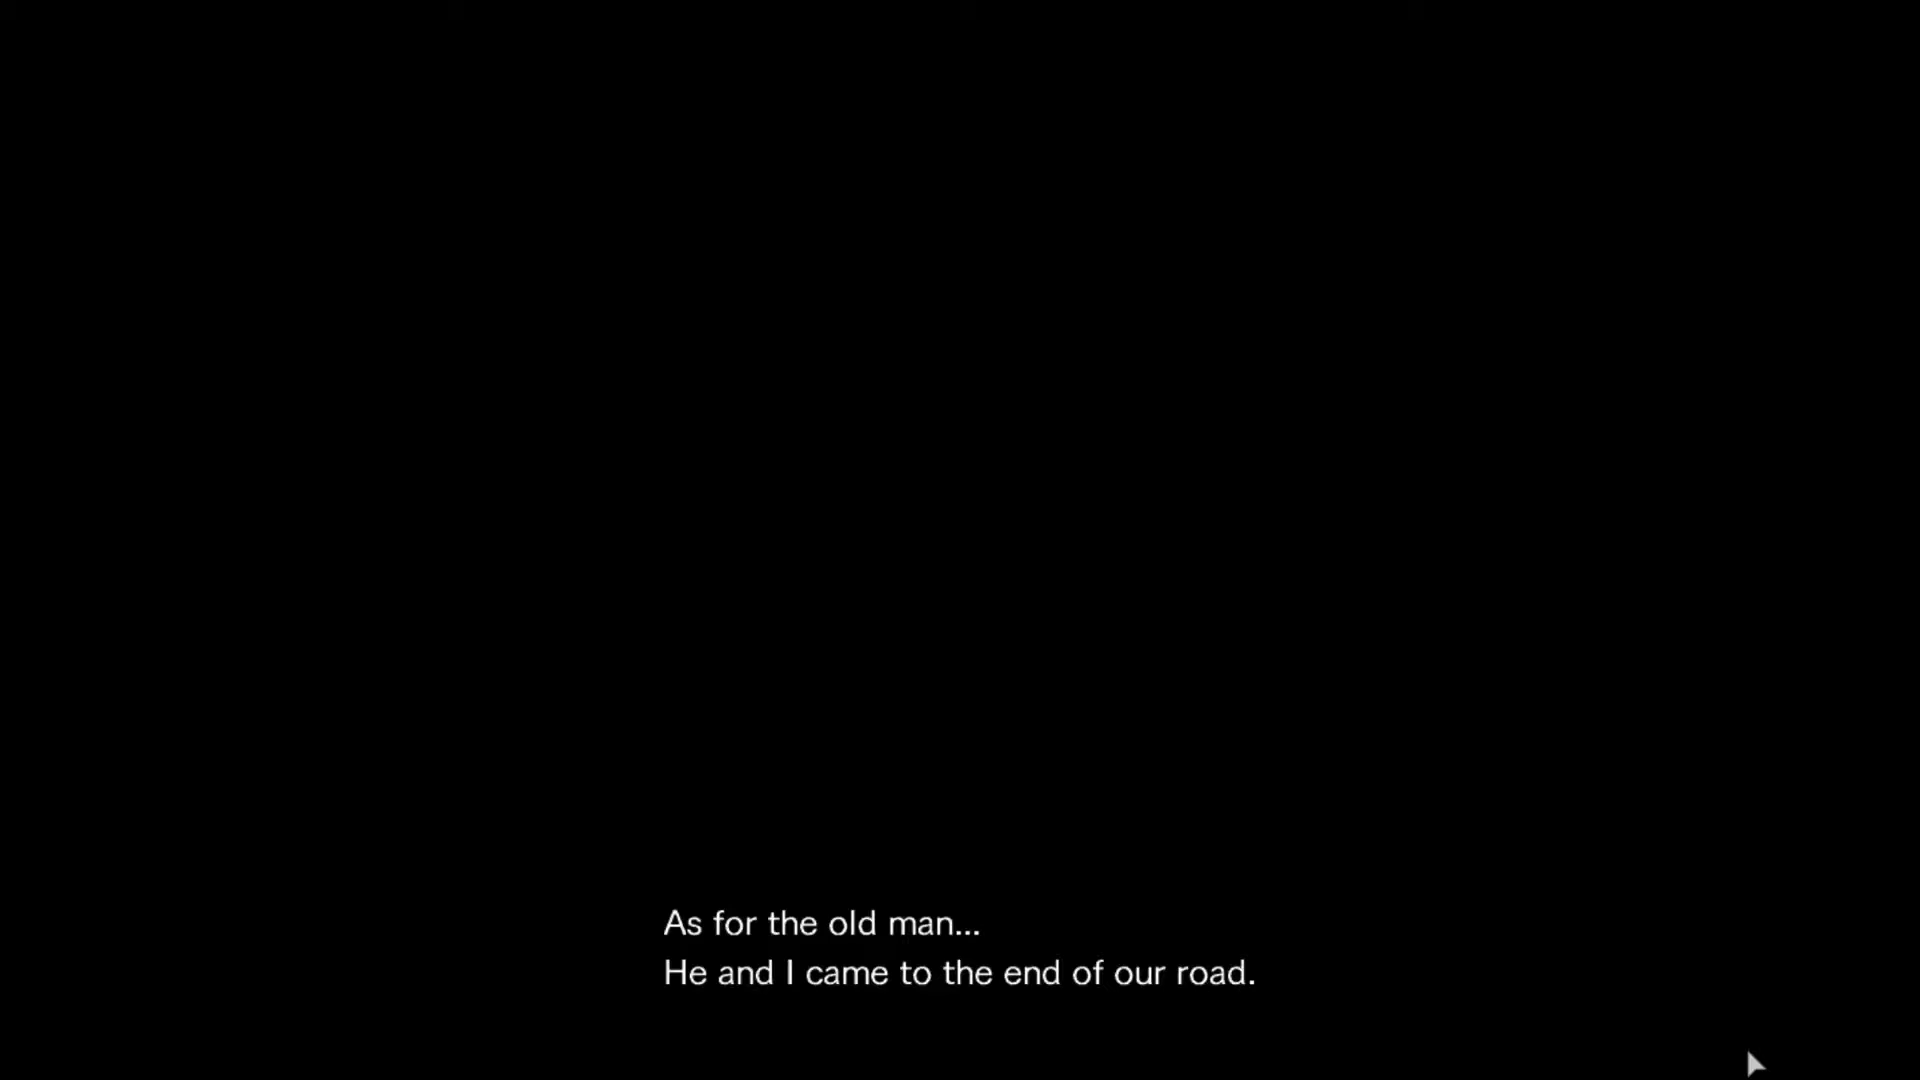 As for the old man...
He and I came to the end of our road.